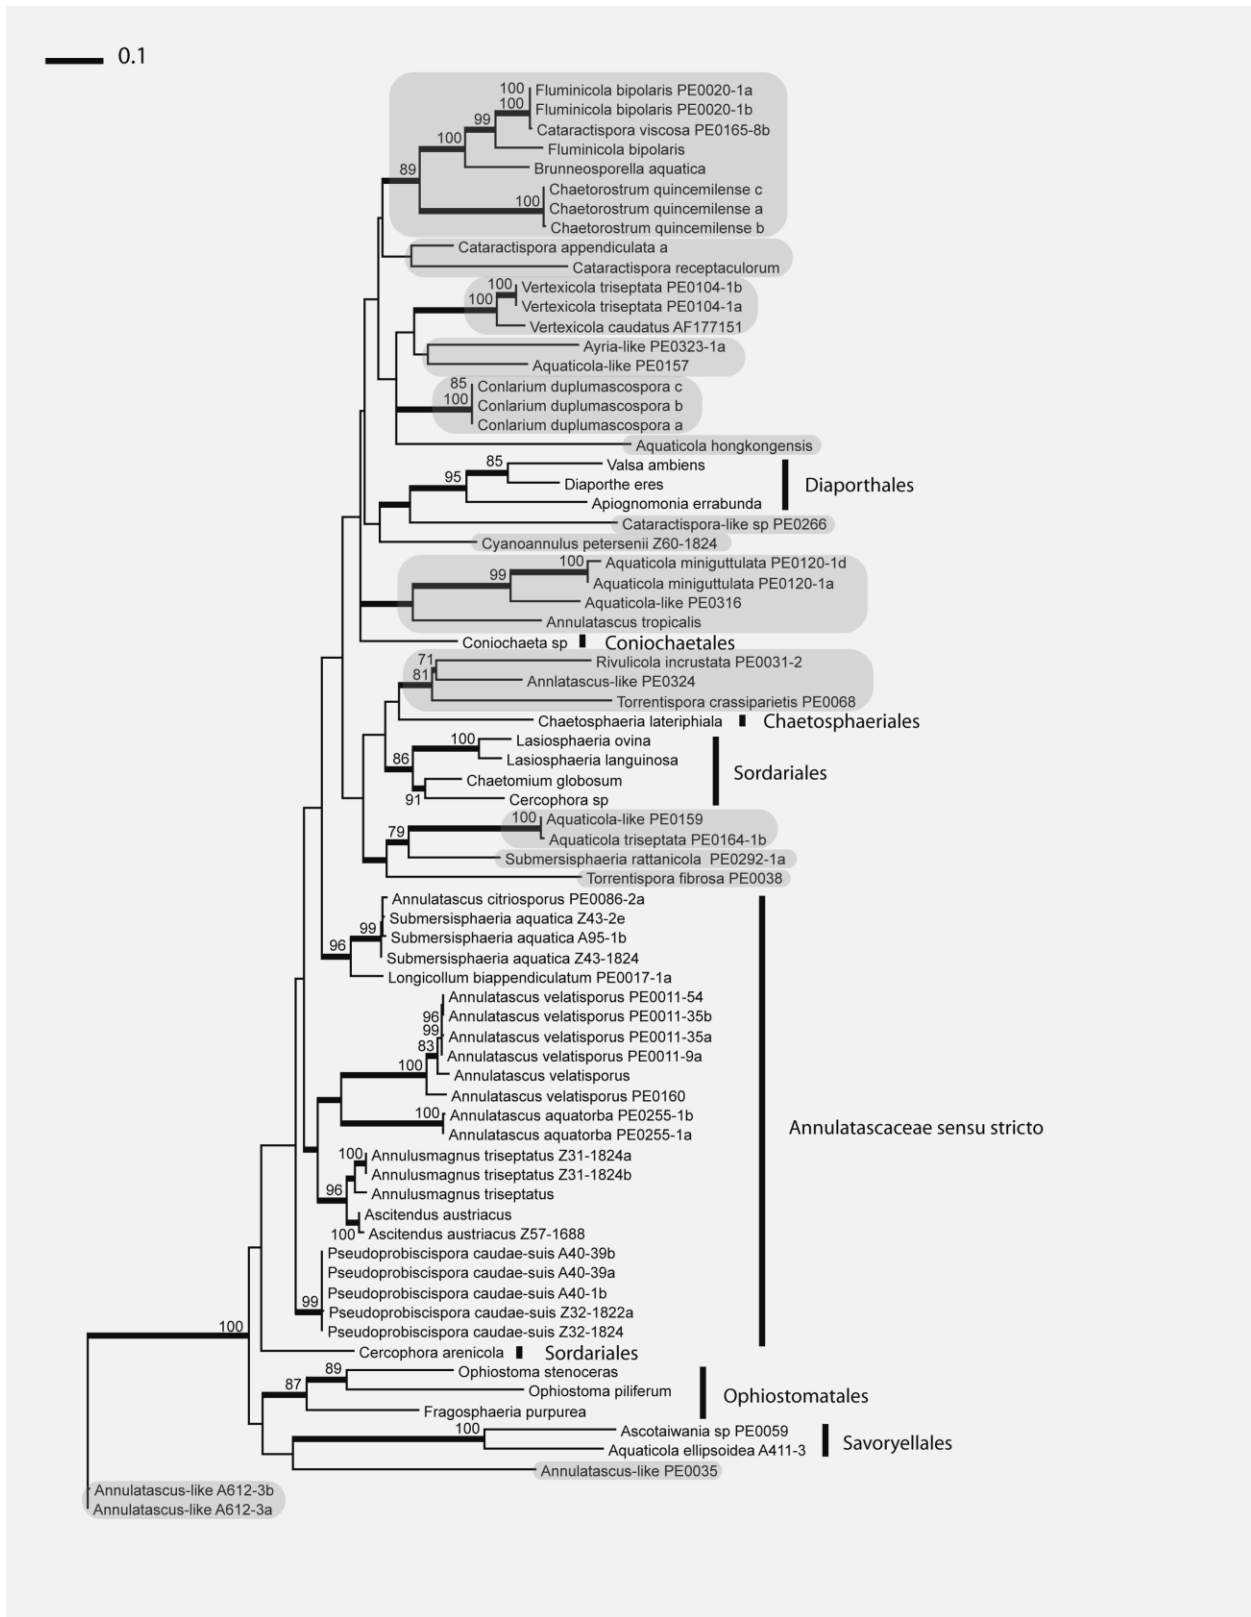 0.1
100 Fluminicola bipolaris PE0020-1a
100 Fluminicola bipolaris PE0020-1b
99 Cataractispora viscosa PE0165-8b
100 Fluminicola bipolaris
89 Brunneosporella aquatica
Chaetorostrum quincemilense c
100 Chaetorostrum quincemilense a
Chaetorostrum quincemilense b
Cataractispora appendiculata a
Cataractispora receptaculorum
100 Vertexicola triseptata PE0104-1b
100 Vertexicola triseptata PE0104-1a
Vertexicola caudatus AF177151
Ayria-like PE0323-1a
Aquaticola-like PE0157
85 Conlarium duplumascospora c
100 Conlarium duplumascospora b
Conlarium duplumascospora a
Aquaticola hongkongensis
85 Valsa ambiens
95 Diaporthe eres Diaporthales
Apiognomonia errabunda
Cataractispora-like sp PE0266
Cyanoannulus petersenii Z60-1824
100 Aquaticola miniguttulata PE0120-1d
99 Aquaticola miniguttulata PE0120-1a
Aquaticola-like PE0316
Annulatascus tropicalis
Coniochaeta sp Coniochaetales
71 Rivulicola incrustata PE0031-2
81 Annlatascus-like PE0324
Torrentispora crassiparietis PE0068
Chaetosphaeria lateriphiala Chaetosphaeriales
100 Lasiosphaeria ovina
86 Lasiosphaeria languinosa
Sordariales
Chaetomium globosum
91 Cercophora sp
100 Aquaticola-like PE0159
79 Aquaticola triseptata PE0164-1b
Submersisphaeria rattanicola PE0292-1a
Torrentispora fibrosa PE0038
Annulatascus citriosporus PE0086-2a
99 Submersisphaeria aquatica Z43-2e
96 Submersisphaeria aquatica A95-1b
Submersisphaeria aquatica Z43-1824
Longicollum biappendiculatum PE0017-1a
Annulatascus velatisporus PE0011-54
96 Annulatascus velatisporus PE0011-35b
99 Annulatascus velatisporus PE0011-35a
83 Annulatascus velatisporus PE0011-9a
100 Annulatascus velatisporus
Annulatascus velatisporus PE0160
100 Annulatascus aquatorba PE0255-1b
Annulatascus aquatorba PE0255-1a
Annulatascaceae sensu stricto
100 Annulusmagnus triseptatus Z31-1824a
Annulusmagnus triseptatus Z31-1824b
96 Annulusmagnus triseptatus
Ascitendus austriacus
100 Ascitendus austriacus Z57-1688
Pseudoprobiscispora caudae-suis A40-39b
Pseudoprobiscispora caudae-suis A40-39a
Pseudoprobiscispora caudae-suis A40-1b
99 Pseudoprobiscispora caudae-suis Z32-1822a
100 Pseudoprobiscispora caudae-suis Z32-1824
Cercophora arenicola Sordariales
89 Ophiostoma stenoceras
87 Ophiostoma piliferum Ophiostomatales
Fragosphaeria purpurea
100 Ascotaiwania sp PE0059
Aquaticola ellipsoidea A411-3 Savoryellales
Annulatascus-like PE0035
Annulatascus-like A612-3b
Annulatascus-like A612-3a